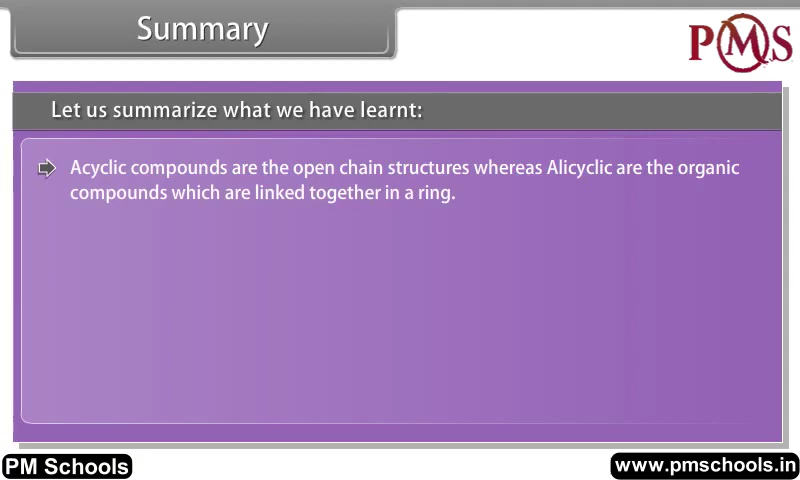 Summary
PMS
Let us summarize what we have learnt:
Acyclic compounds are the open chain structures whereas Alicyclic are the organic
compounds which are linked together in a ring.
PM Schools
www.pmschools.in